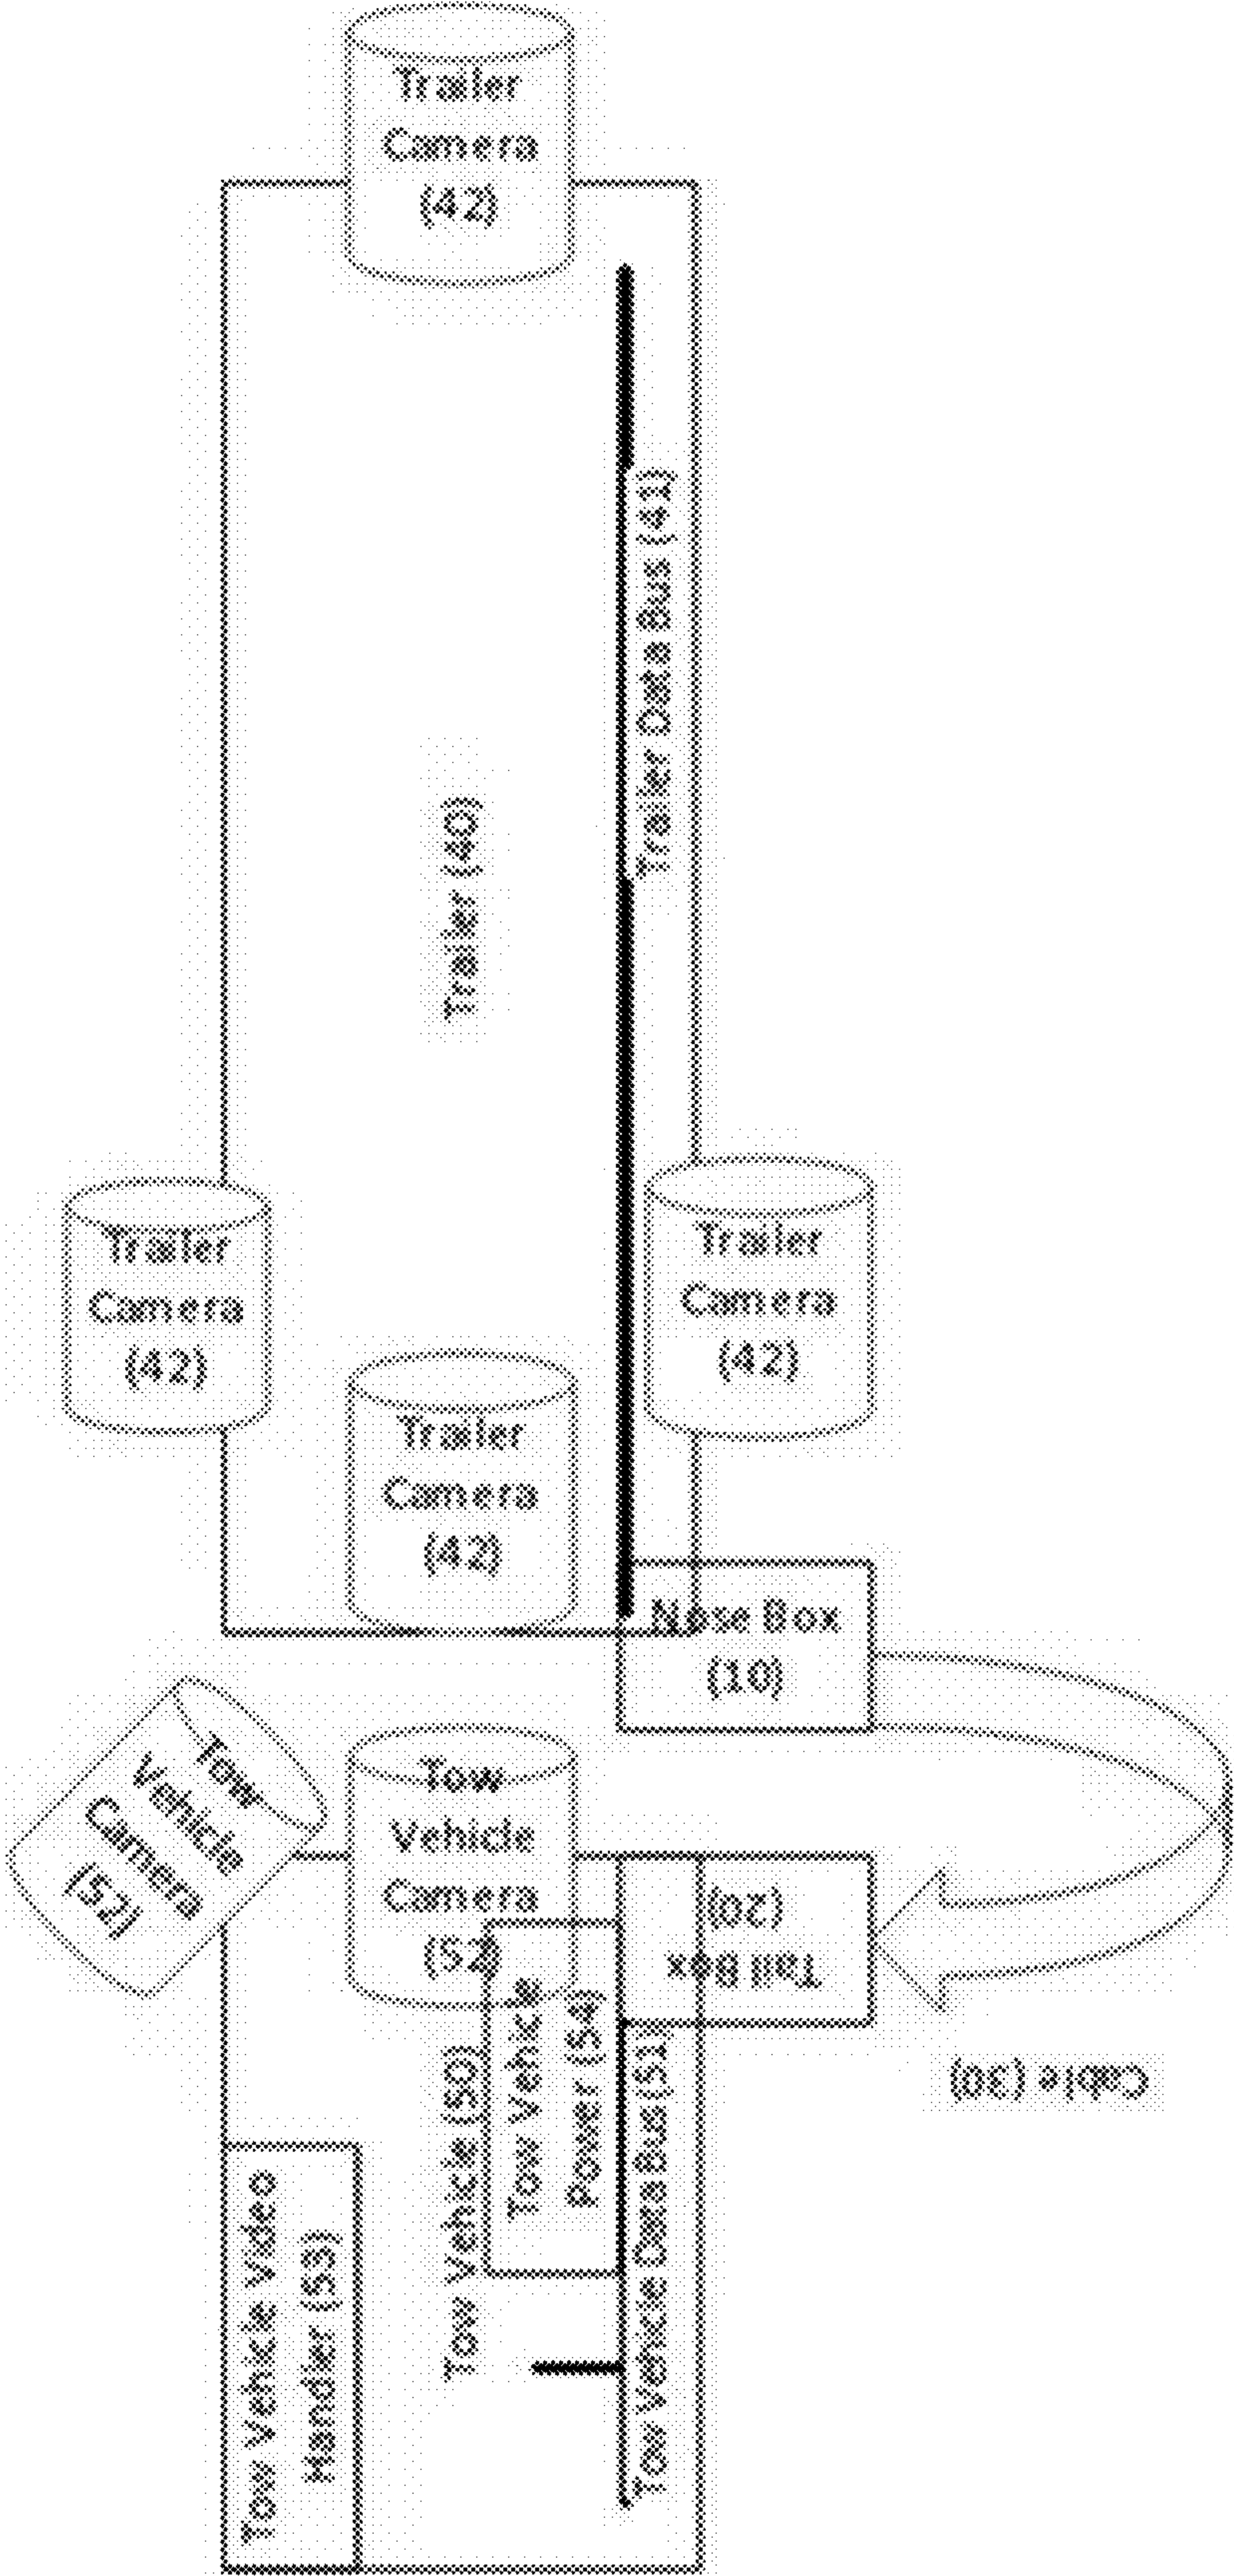 Trailer
Camera
(42)
Trailer Data Bus (41)
Trailer (40)
Trailer
Camera
(42)
Trailer
Camera
(42)
Trailer
Camera
(42)
Nose Box
(10)
Tow
Vehicle
Camera
(52)
Tow
Vehicle
Camera
(52)
Tail Box
(20)
Cable (30)
Tow Vehicle
Power (54)
Tow Vehicle (50)
Tow Vehicle Data Bus (51)
Tow Vehicle Video
Handler (53)